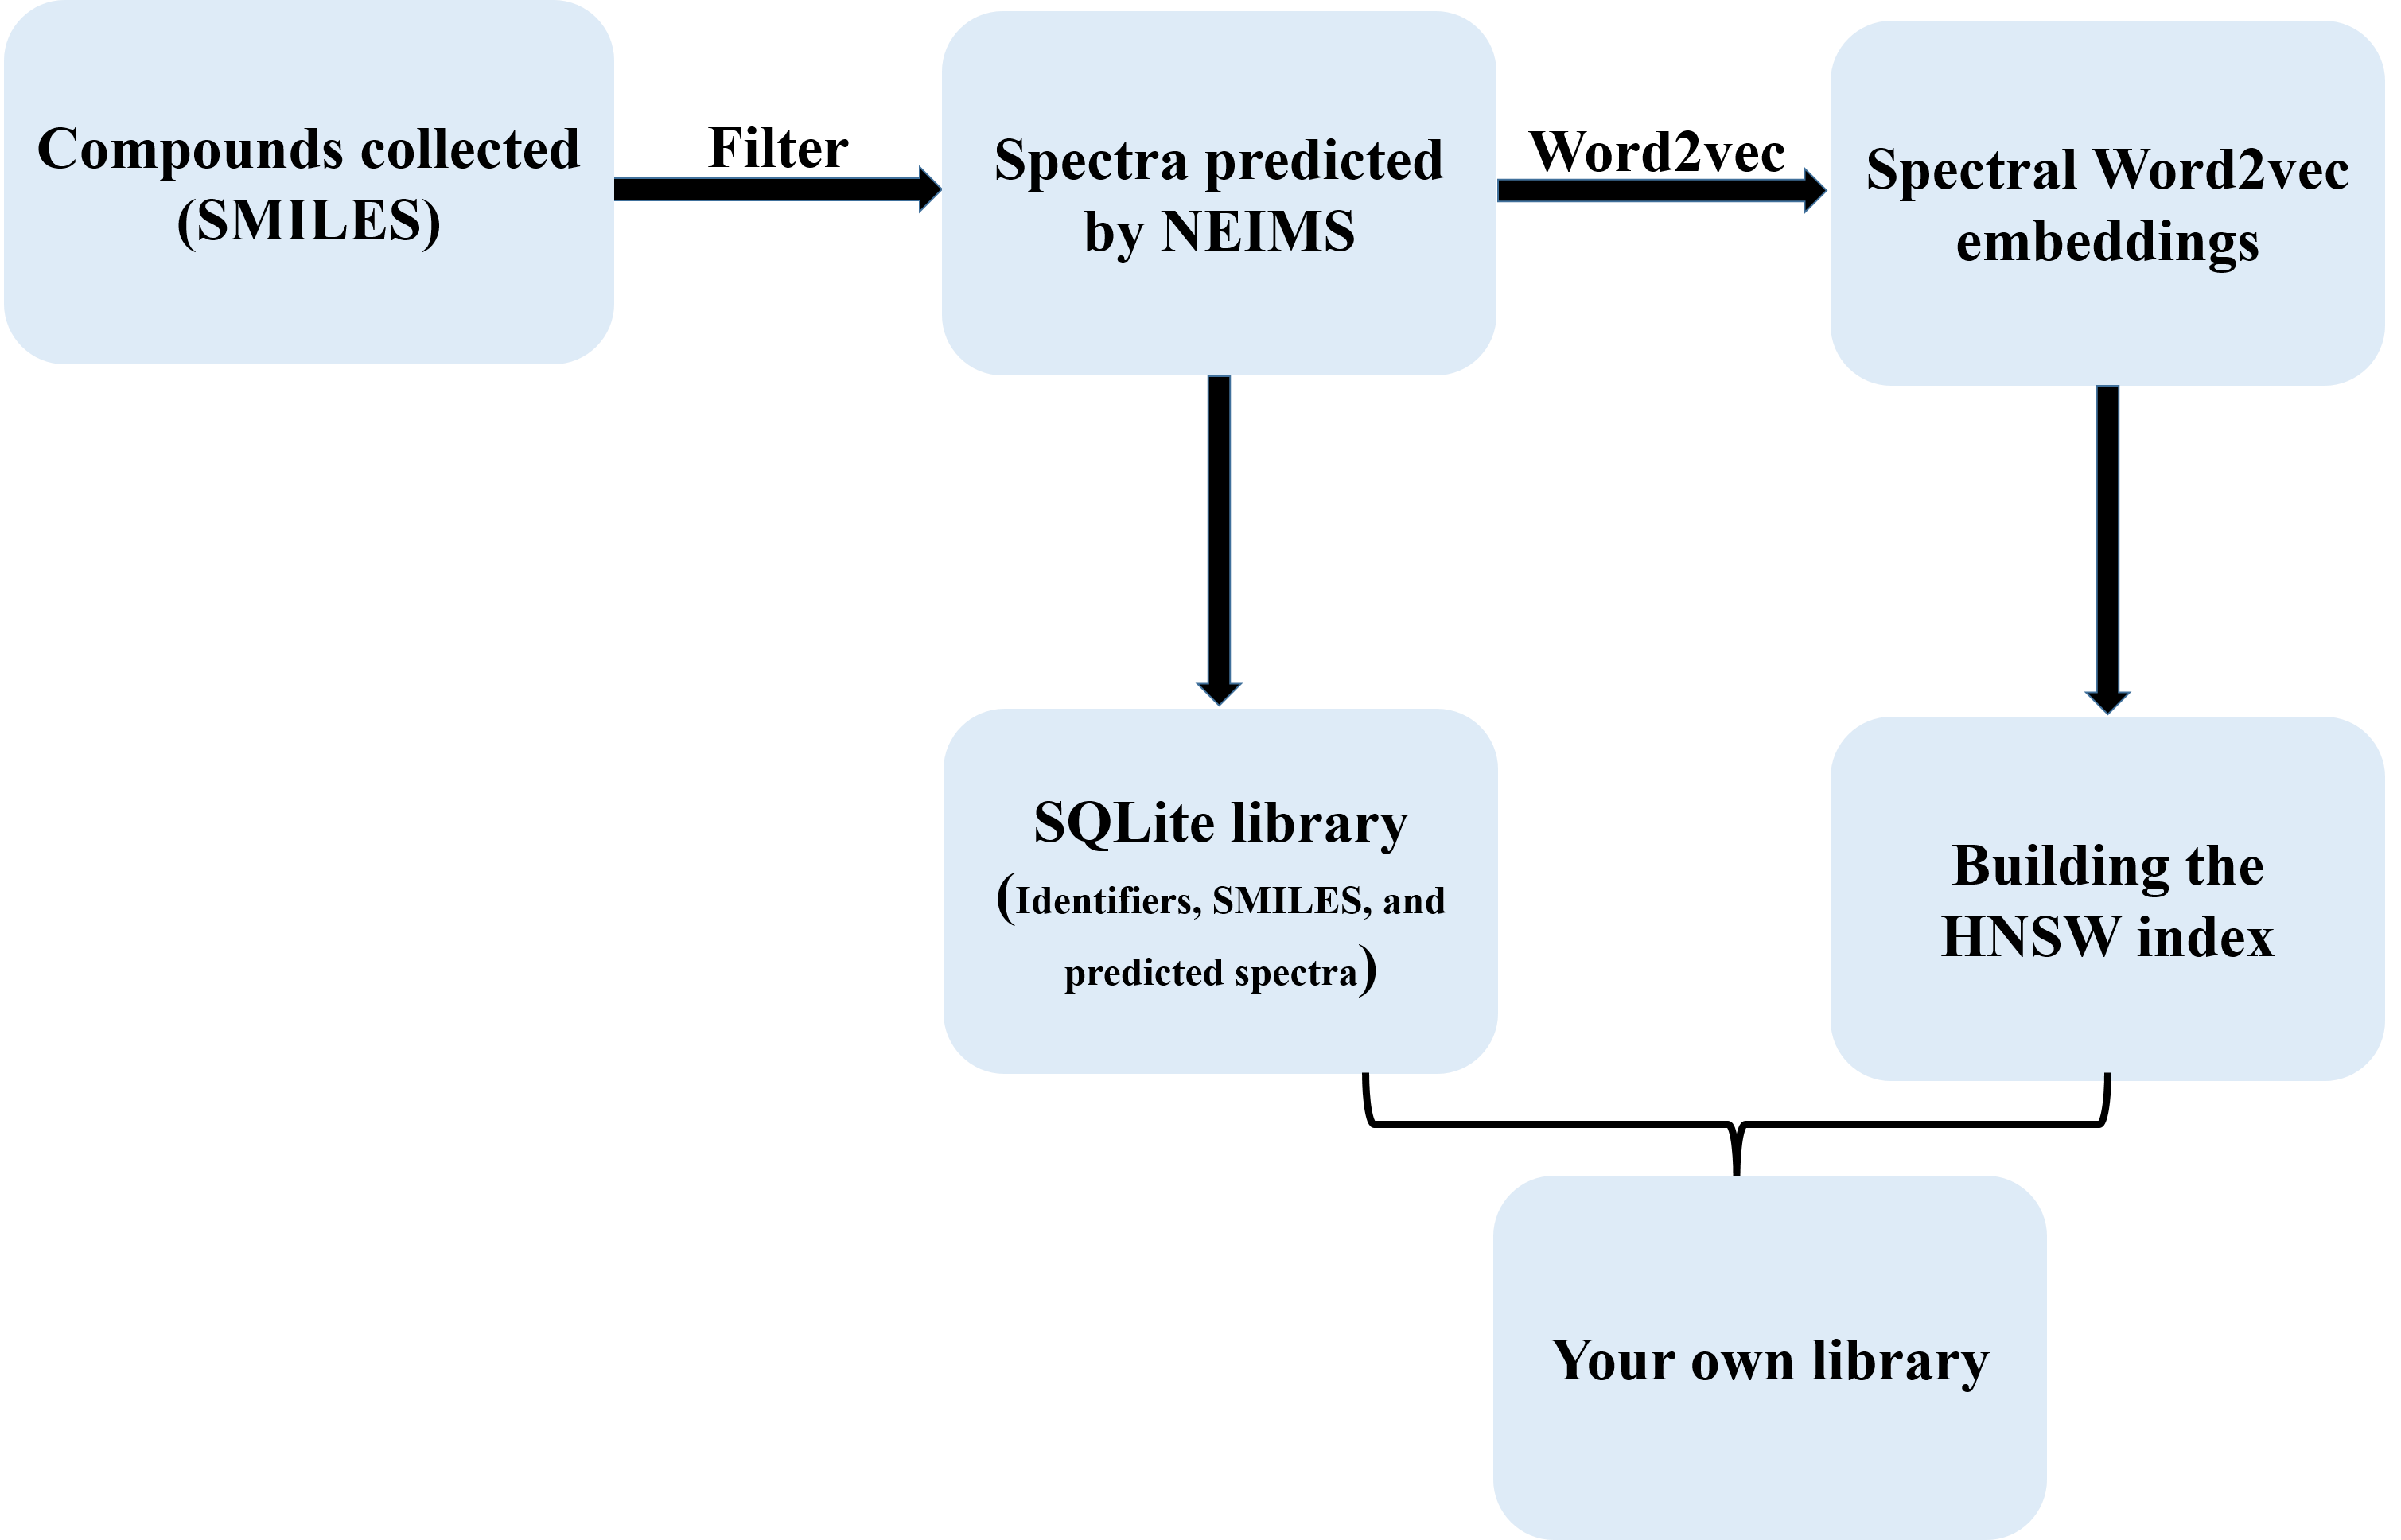 Compounds collected
(SMILES)
Filter
Spectra predicted
by NEIMS
Word2vec
Spectral Word2vec
embeddings
SQLite library
(Identifiers, SMILES, and
predicted spectra)
Building the
HNSW index
Your own library